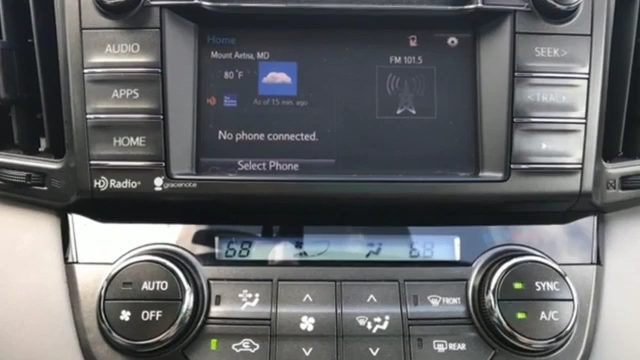 AUDIO
APPS
HOME
HD Radio
gracenote
Home
Mount Aetna, MD
80 °F
As of 15 min. ago
FM 101.5
No phone connected.
Select Phone
SEEK>
<TRACK
68
68
AUTO
OFF
FRONT
REAR
SYNC
A/C